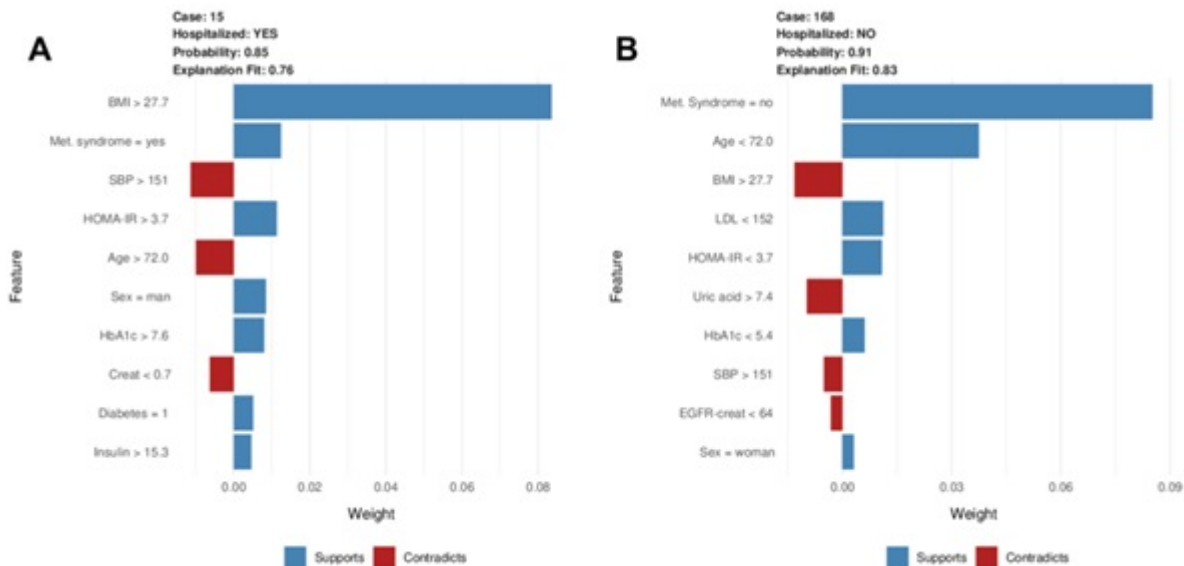 A
Case: 15
Hospitalized: YES
Probability: 0.85
Explanation Fit: 0.76
Feature
BMI > 27.7
Met. syndrome = yes
SBP > 151
HOMA-IR > 3.7
Age > 72.0
Sex = man
HbA1c > 7.6
Creat < 0.7
Diabetes = 1
Insulin > 15.3
0.00 0.02 0.04 0.06 0.08
Weight
Supports Contradicts
B
Case: 168
Hospitalized: NO
Probability: 0.91
Explanation Fit: 0.83
Feature
Met. Syndrome = no
Age < 72.0
BMI > 27.7
LDL < 152
HOMA-IR < 3.7
Uric acid > 7.4
HbA1c < 5.4
SBP > 151
EGFR-creat < 64
Sex = woman
0.00 0.03 0.06 0.09
Weight
Supports Contradicts